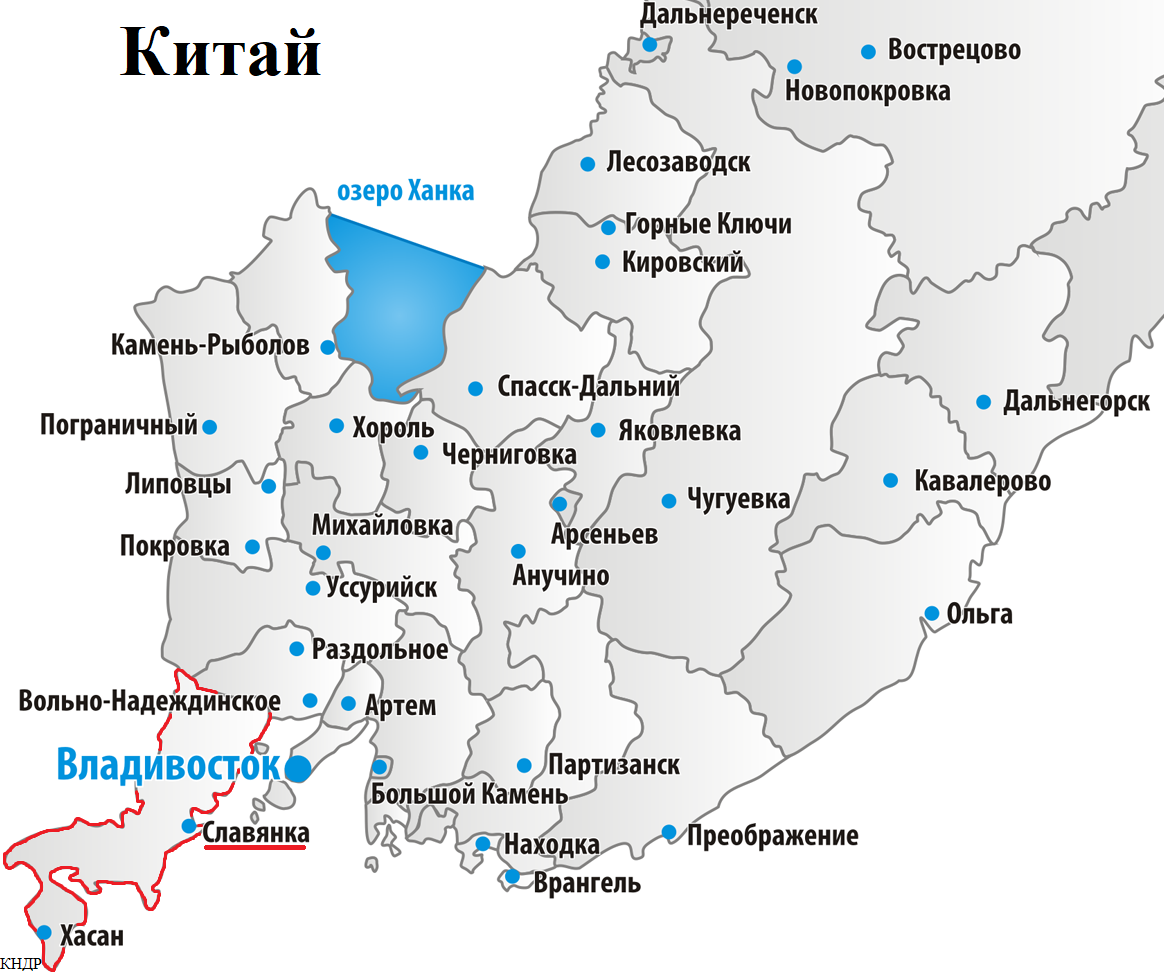 Китай
Дальнереченск
Вострецово
Новопокровка
Лесозаводск
озеро Ханка
Горные Ключи
Кировский
Камень-Рыболов
Спасск-Дальний
Дальнегорск
Пограничный
Хороль
Яковлевка
Черниговка
Липовцы
Кавалерово
Чугуевка
Михайловка
Арсеньев
Покровка
Анучино
Уссурийск
Ольга
Раздольное
Вольно-Надеждинское
Артем
Владивосток
Партизанск
Большой Камень
Славянка
Преображение
Находка
Врангель
Хасан
КНДР